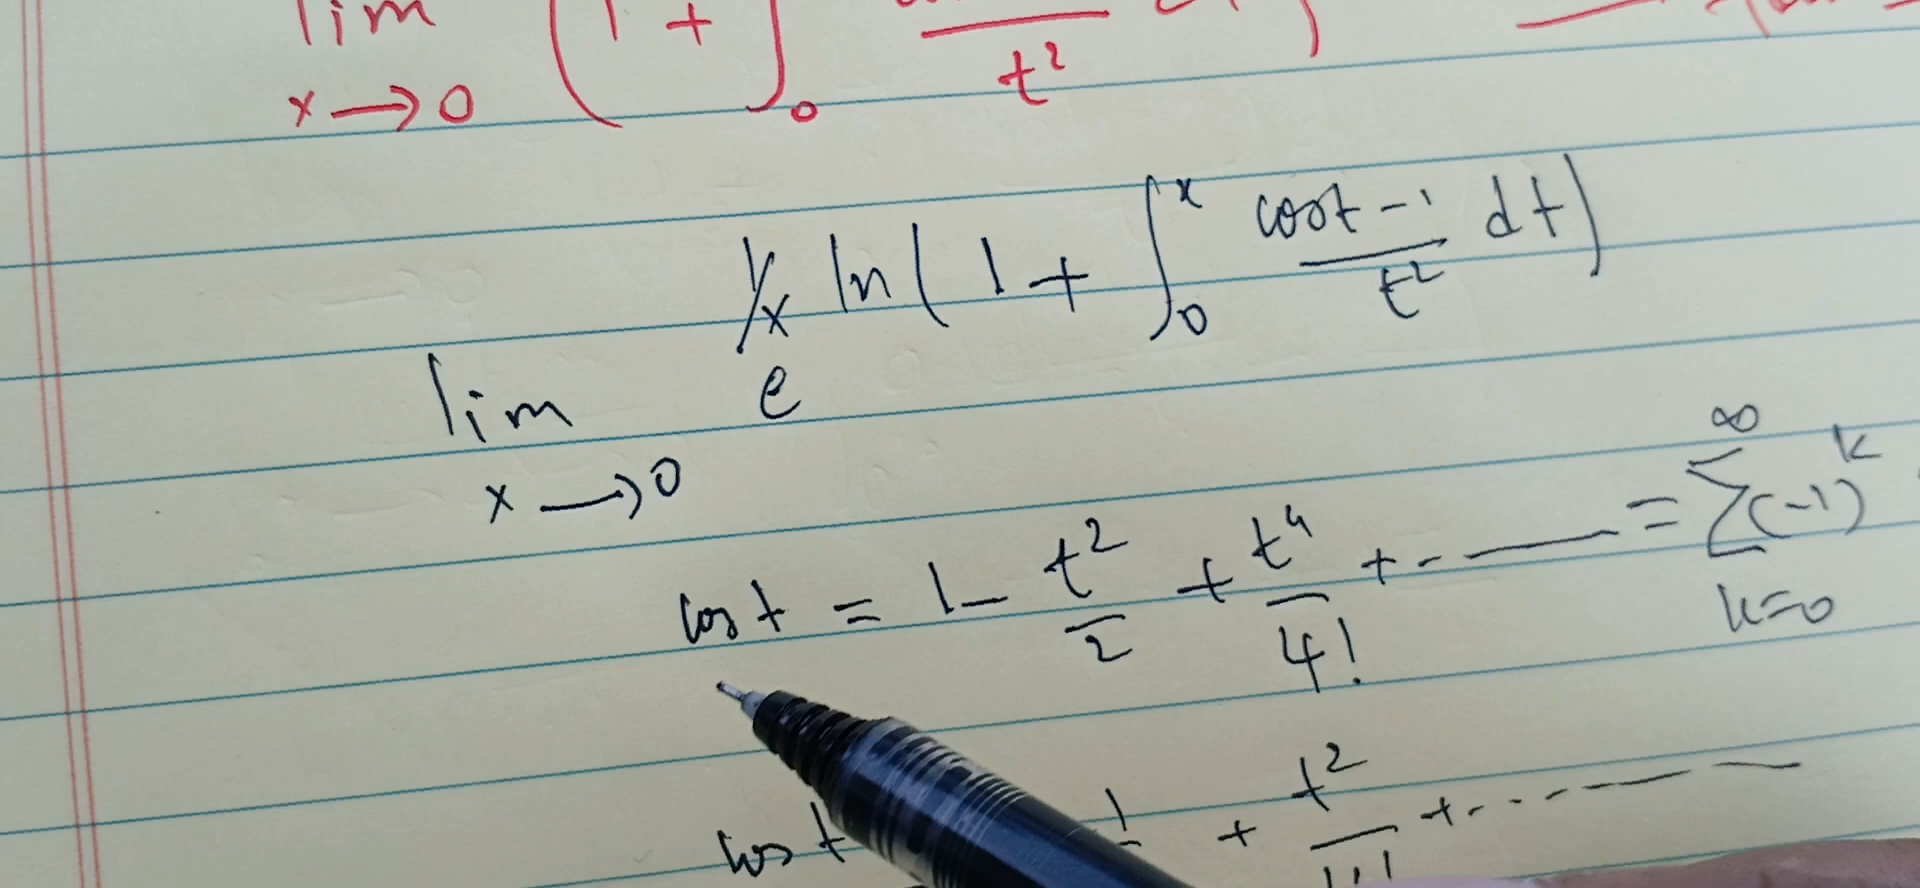 lim ( 1 + ∫
x → 0 0 t²
1/x ln( 1 + ∫₀ˣ cost - 1 / t² dt )
lim e
x → 0
cos t = 1 - t²/2 + t⁴/4! + - ——— = ∑ (-1)ᵏ
∞
k=0
cos t + t² + - - - - — —